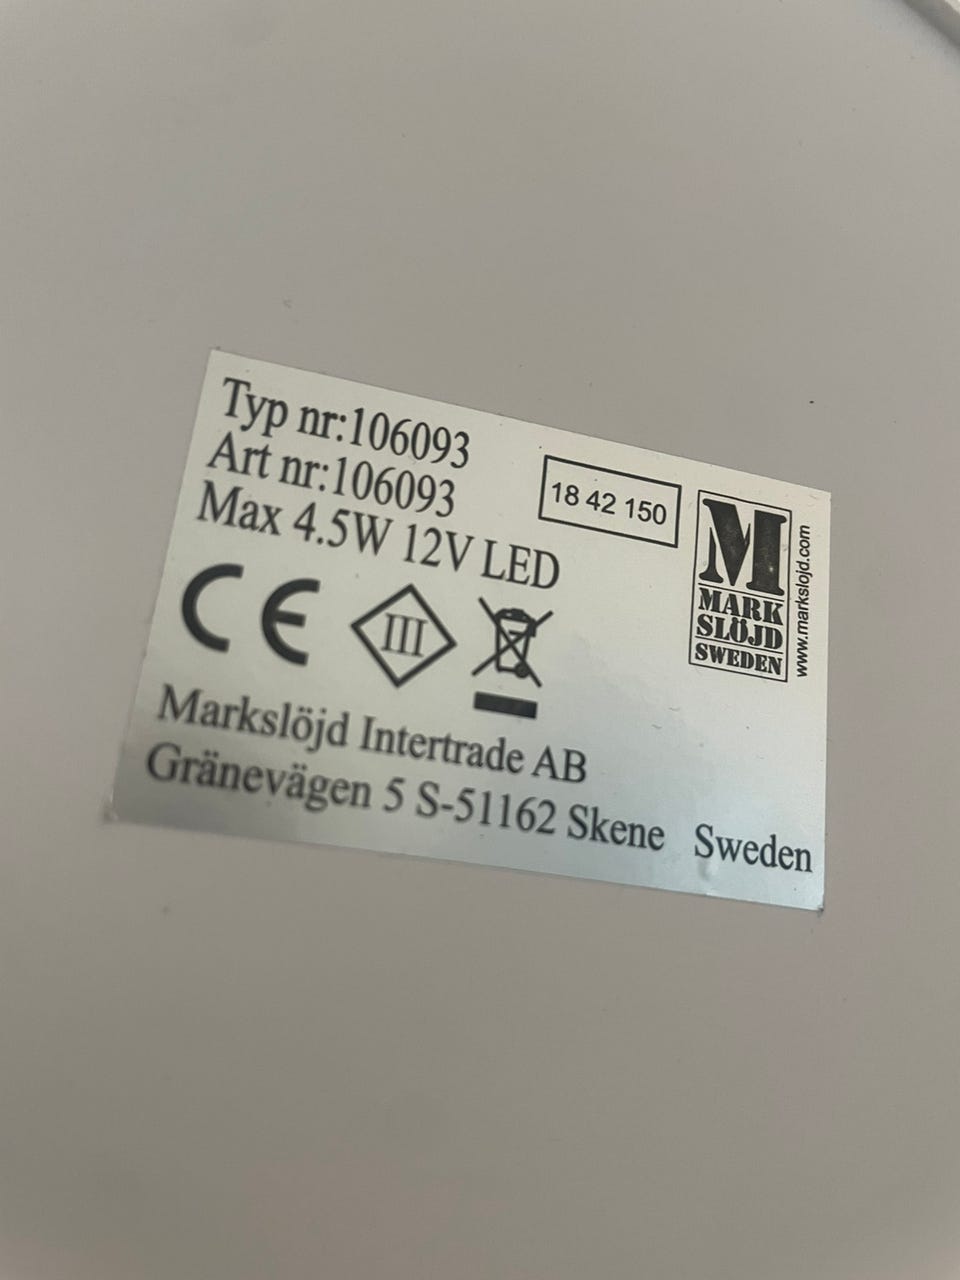 Typ nr:106093
Art nr:106093
Max 4.5W 12V LED
18 42 150
M
MARK
SLÖJD
SWEDEN
www.markslojd.com
CE
III
Markslöjd Intertrade AB
Gränevägen 5 S-51162 Skene Sweden